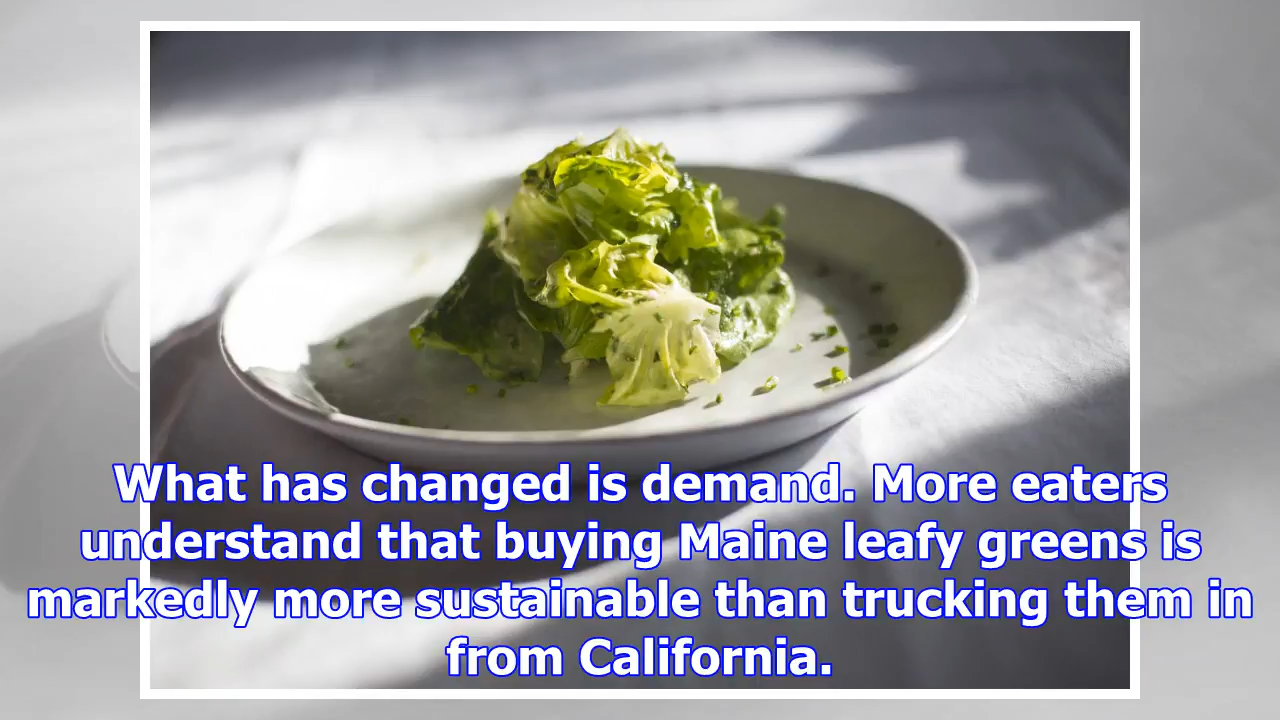 What has changed is demand. More eaters
understand that buying Maine leafy greens is
markedly more sustainable than trucking them in
from California.